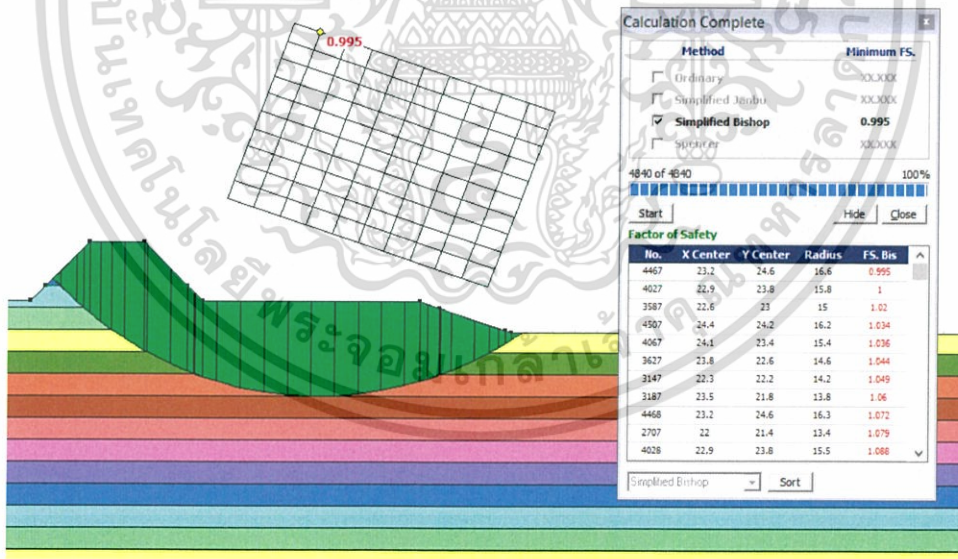 0.995
Calculation Complete
x
Method Minimum FS.
Ordinary XX.XXX
Simplified Janbu XX.XXX
Simplified Bishop 0.995
Spencer XX.XXX
4840 of 4840 100%
Start Hide Close
Factor of Safety
No. X Center Y Center Radius FS. Bis
4467 23.2 24.6 16.6 0.995
4027 22.9 23.8 15.8 1
3587 22.6 23 15 1.02
4507 24.4 24.2 16.2 1.034
4067 24.1 23.4 15.4 1.036
3627 23.8 22.6 14.6 1.044
3147 22.3 22.2 14.2 1.049
3187 23.5 21.8 13.8 1.06
4468 23.2 24.6 16.3 1.072
2707 22 21.4 13.4 1.079
4028 22.9 23.8 15.5 1.088
Simplified Bishop Sort